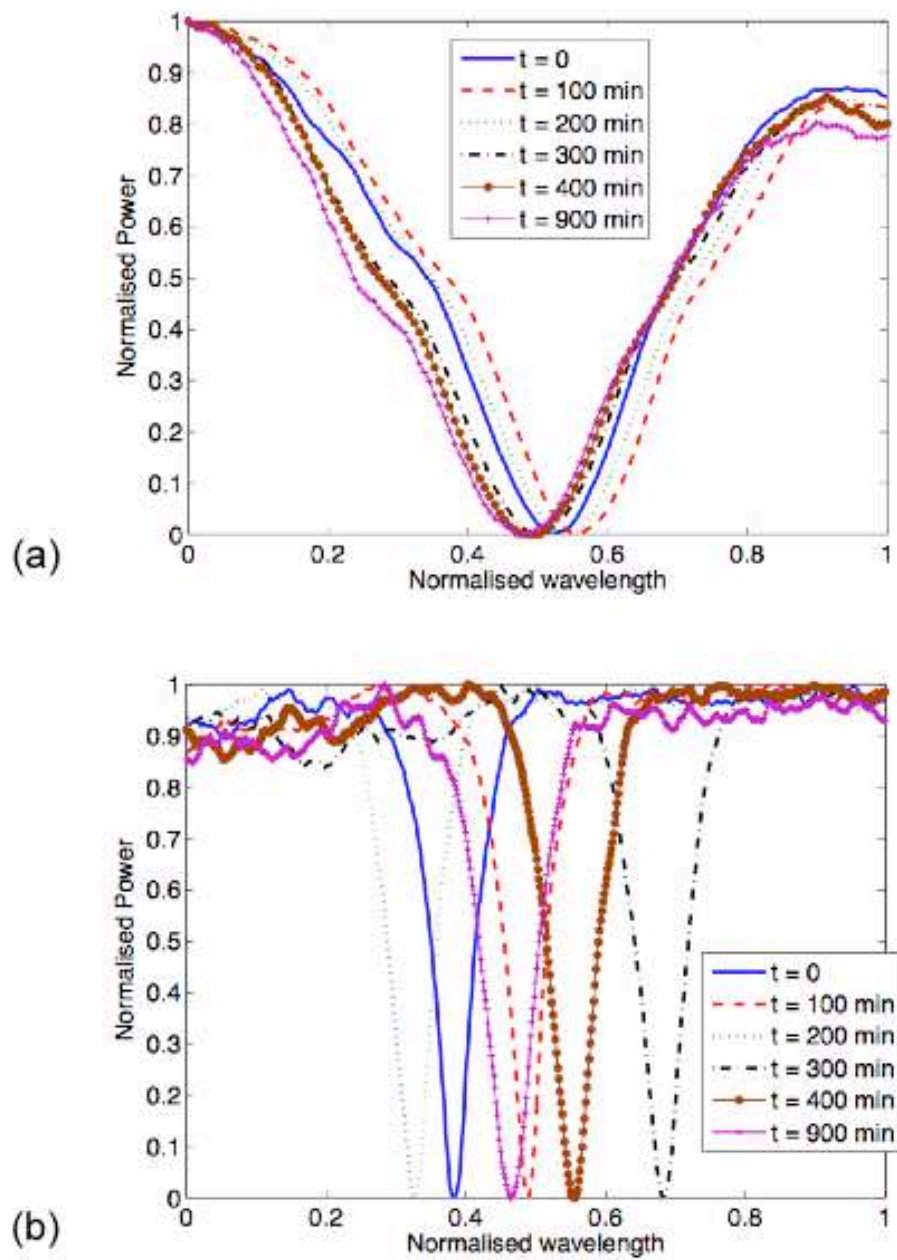 1
0.9
0.8
0.7
0.6
0.5
0.4
0.3
0.2
0.1
0
Normalised Power
t = 0
t = 100 min
t = 200 min
t = 300 min
t = 400 min
t = 900 min
0 0.2 0.4 0.6 0.8 1
Normalised wavelength
(a)
1
0.9
0.8
0.7
0.6
0.5
0.4
0.3
0.2
0.1
0
Normalised Power
t = 0
t = 100 min
t = 200 min
t = 300 min
t = 400 min
t = 900 min
0 0.2 0.4 0.6 0.8 1
Normalised wavelength
(b)